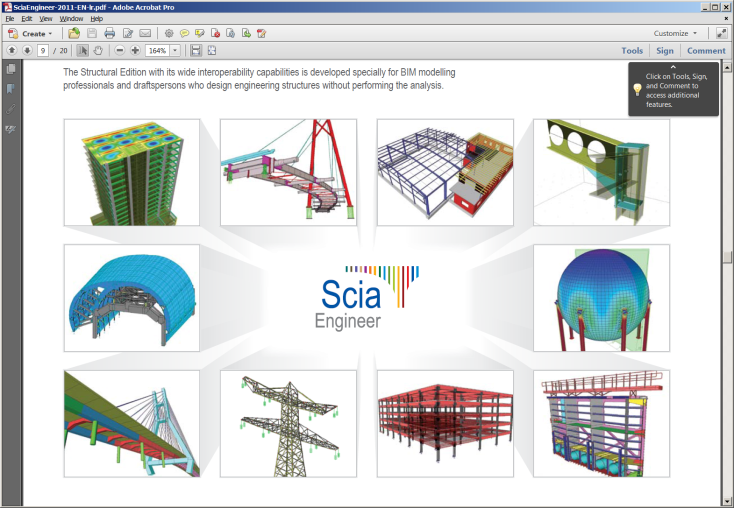 SciaEngineer-2011-EN-lr.pdf - Adobe Acrobat Pro
File Edit View Window Help
Create
Customize
9 / 20
164%
Tools Sign Comment
The Structural Edition with its wide interoperability capabilities is developed specially for BIM modelling
professionals and draftspersons who design engineering structures without performing the analysis.
Click on Tools, Sign,
and Comment to
access additional
features.
Scia
Engineer